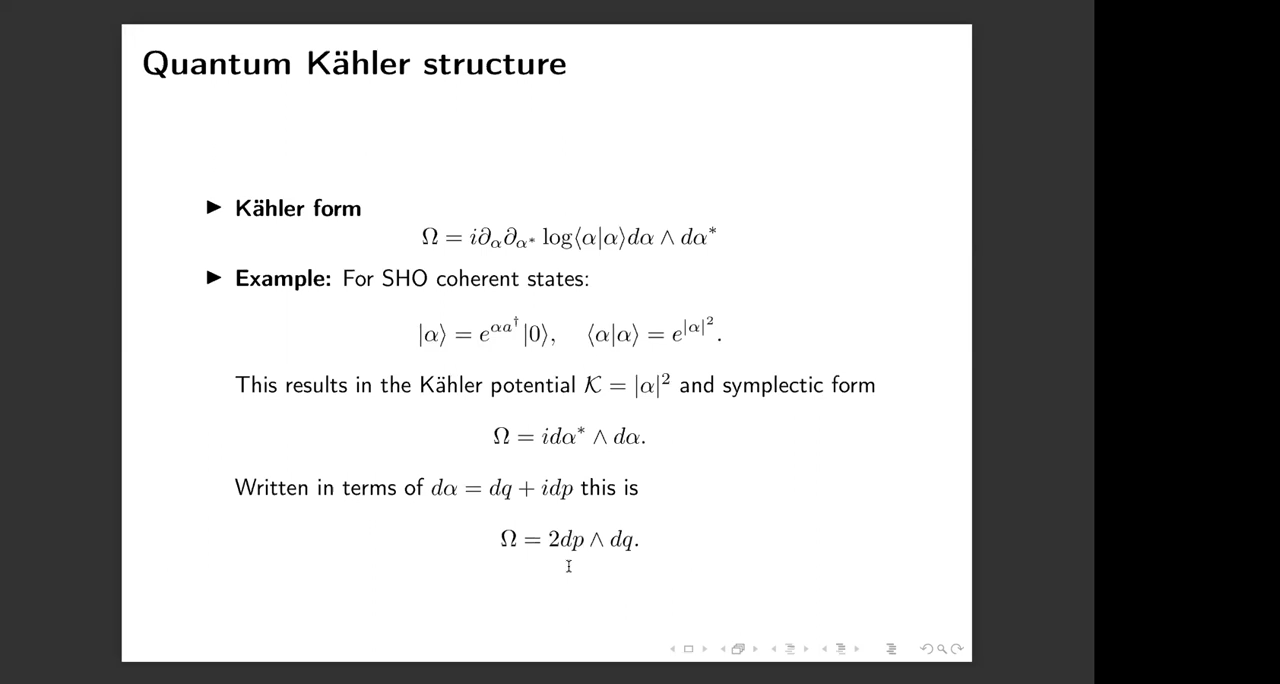 Quantum Kähler structure
▶ Kähler form
Ω = i∂_α∂_{α*} log⟨α|α⟩dα ∧ dα*
▶ Example: For SHO coherent states:
|α⟩ = e^{αa†}|0⟩, ⟨α|α⟩ = e^{|α|²}.
This results in the Kähler potential 𝒦 = |α|² and symplectic form
Ω = idα* ∧ dα.
Written in terms of dα = dq + idp this is
Ω = 2dp ∧ dq.